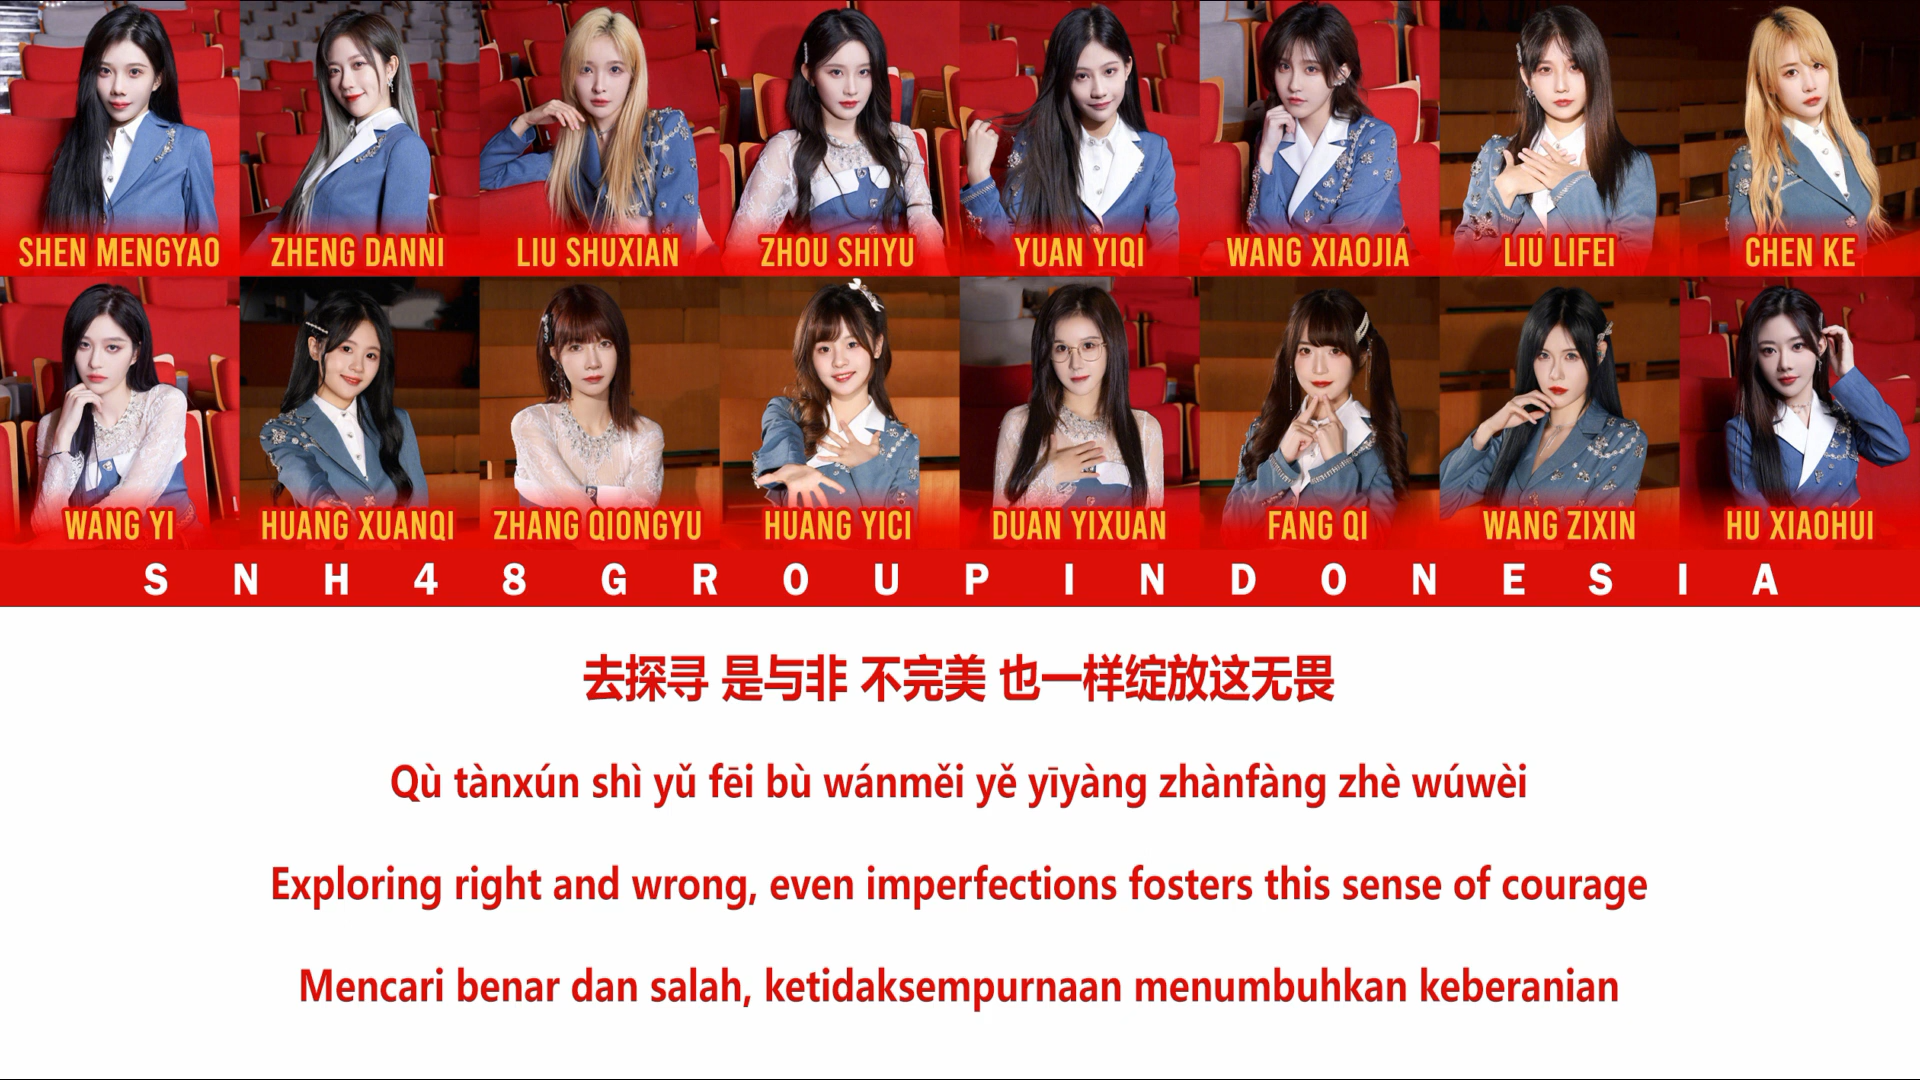 SHEN MENGYAO ZHENG DANNI LIU SHUXIAN ZHOU SHIYU YUAN YIQI WANG XIAOJIA LIU LIFEI CHEN KE
WANG YI HUANG XUANQI ZHANG QIONGYU HUANG YICI DUAN YIXUAN FANG QI WANG ZIXIN HU XIAOHUI
SNH48GROUPINDONESIA
去探寻 是与非 不完美 也一样绽放这无畏
Qù tànxún shì yǔ fēi bù wánměi yě yīyàng zhànfàng zhè wúwèi
Exploring right and wrong, even imperfections fosters this sense of courage
Mencari benar dan salah, ketidaksempurnaan menumbuhkan keberanian